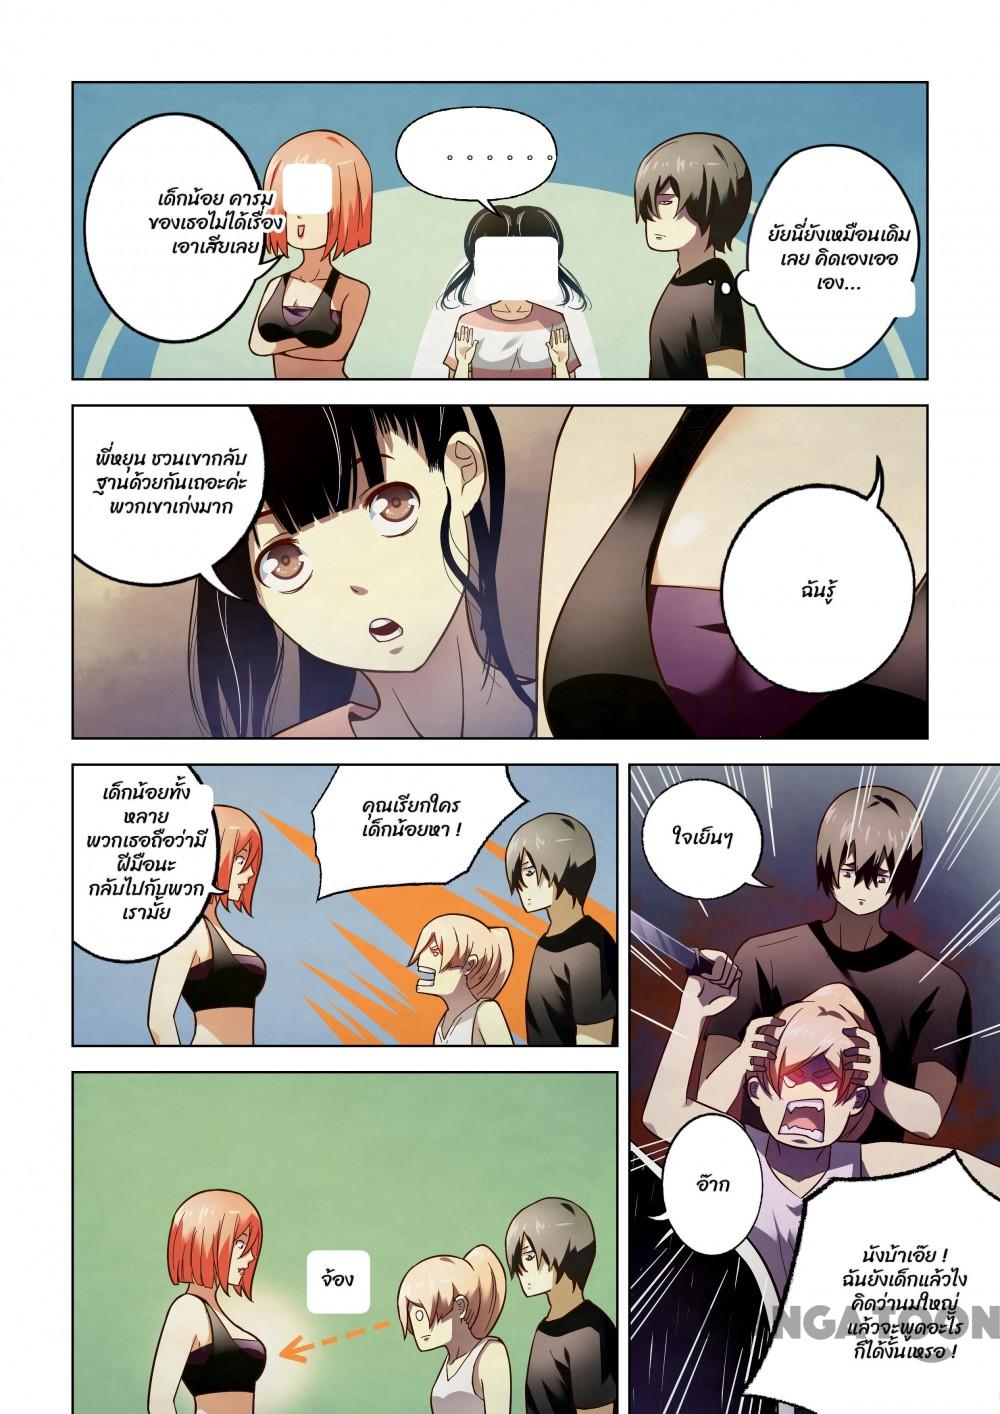 เด็กน้อย คารม
ของเธอไม่ได้เรื่อง
เอาเสียเลย
。。。。。。
ยัยนี่ยังเหมือนเดิม
เลย คิดเองเออ
เอง...
พี่หยุน ชวนเขากลับ
ฐานด้วยกันเถอะค่ะ
พวกเขาเก่งมาก
ฉันรู้
เด็กน้อยทั้ง
หลาย
พวกเธอถือว่ามี
ฝีมือนะ
กลับไปกับพวก
เรามั้ย
คุณเรียกใคร
เด็กน้อยหา !
ใจเย็นๆ
อ๊าก
นังบ้าเอ๊ย !
ฉันยังเด็กแล้วไง
คิดว่านมใหญ่
แล้วจะพูดอะไร
ก็ได้งั้นเหรอ !
จ้อง
NGATOON